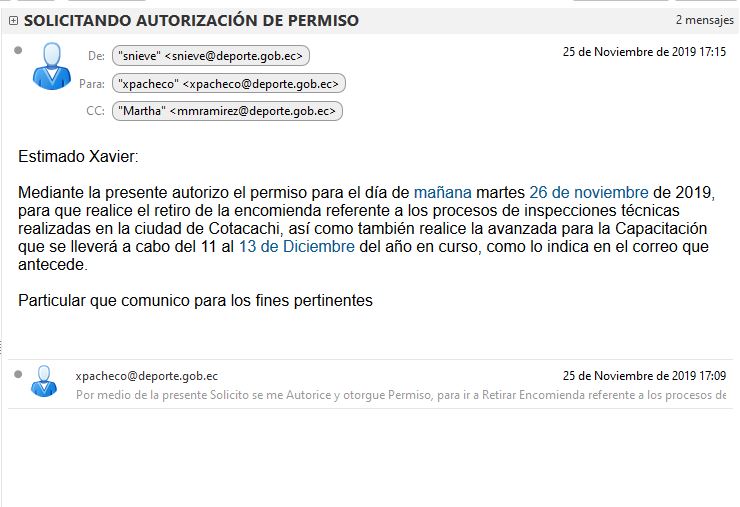 SOLICITANDO AUTORIZACIÓN DE PERMISO
2 mensajes
De: "snieve" <snieve@deporte.gob.ec>
25 de Noviembre de 2019 17:15
Para: "xpacheco" <xpacheco@deporte.gob.ec>
CC: "Martha" <mmramirez@deporte.gob.ec>
Estimado Xavier:
Mediante la presente autorizo el permiso para el día de mañana martes 26 de noviembre de 2019,
para que realice el retiro de la encomienda referente a los procesos de inspecciones técnicas
realizadas en la ciudad de Cotacachi, así como también realice la avanzada para la Capacitación
que se lleverá a cabo del 11 al 13 de Diciembre del año en curso, como lo indica en el correo que
antecede.
Particular que comunico para los fines pertinentes
xpacheco@deporte.gob.ec
25 de Noviembre de 2019 17:09
Por medio de la presente Solicito se me Autorice y otorgue Permiso, para ir a Retirar Encomienda referente a los procesos de